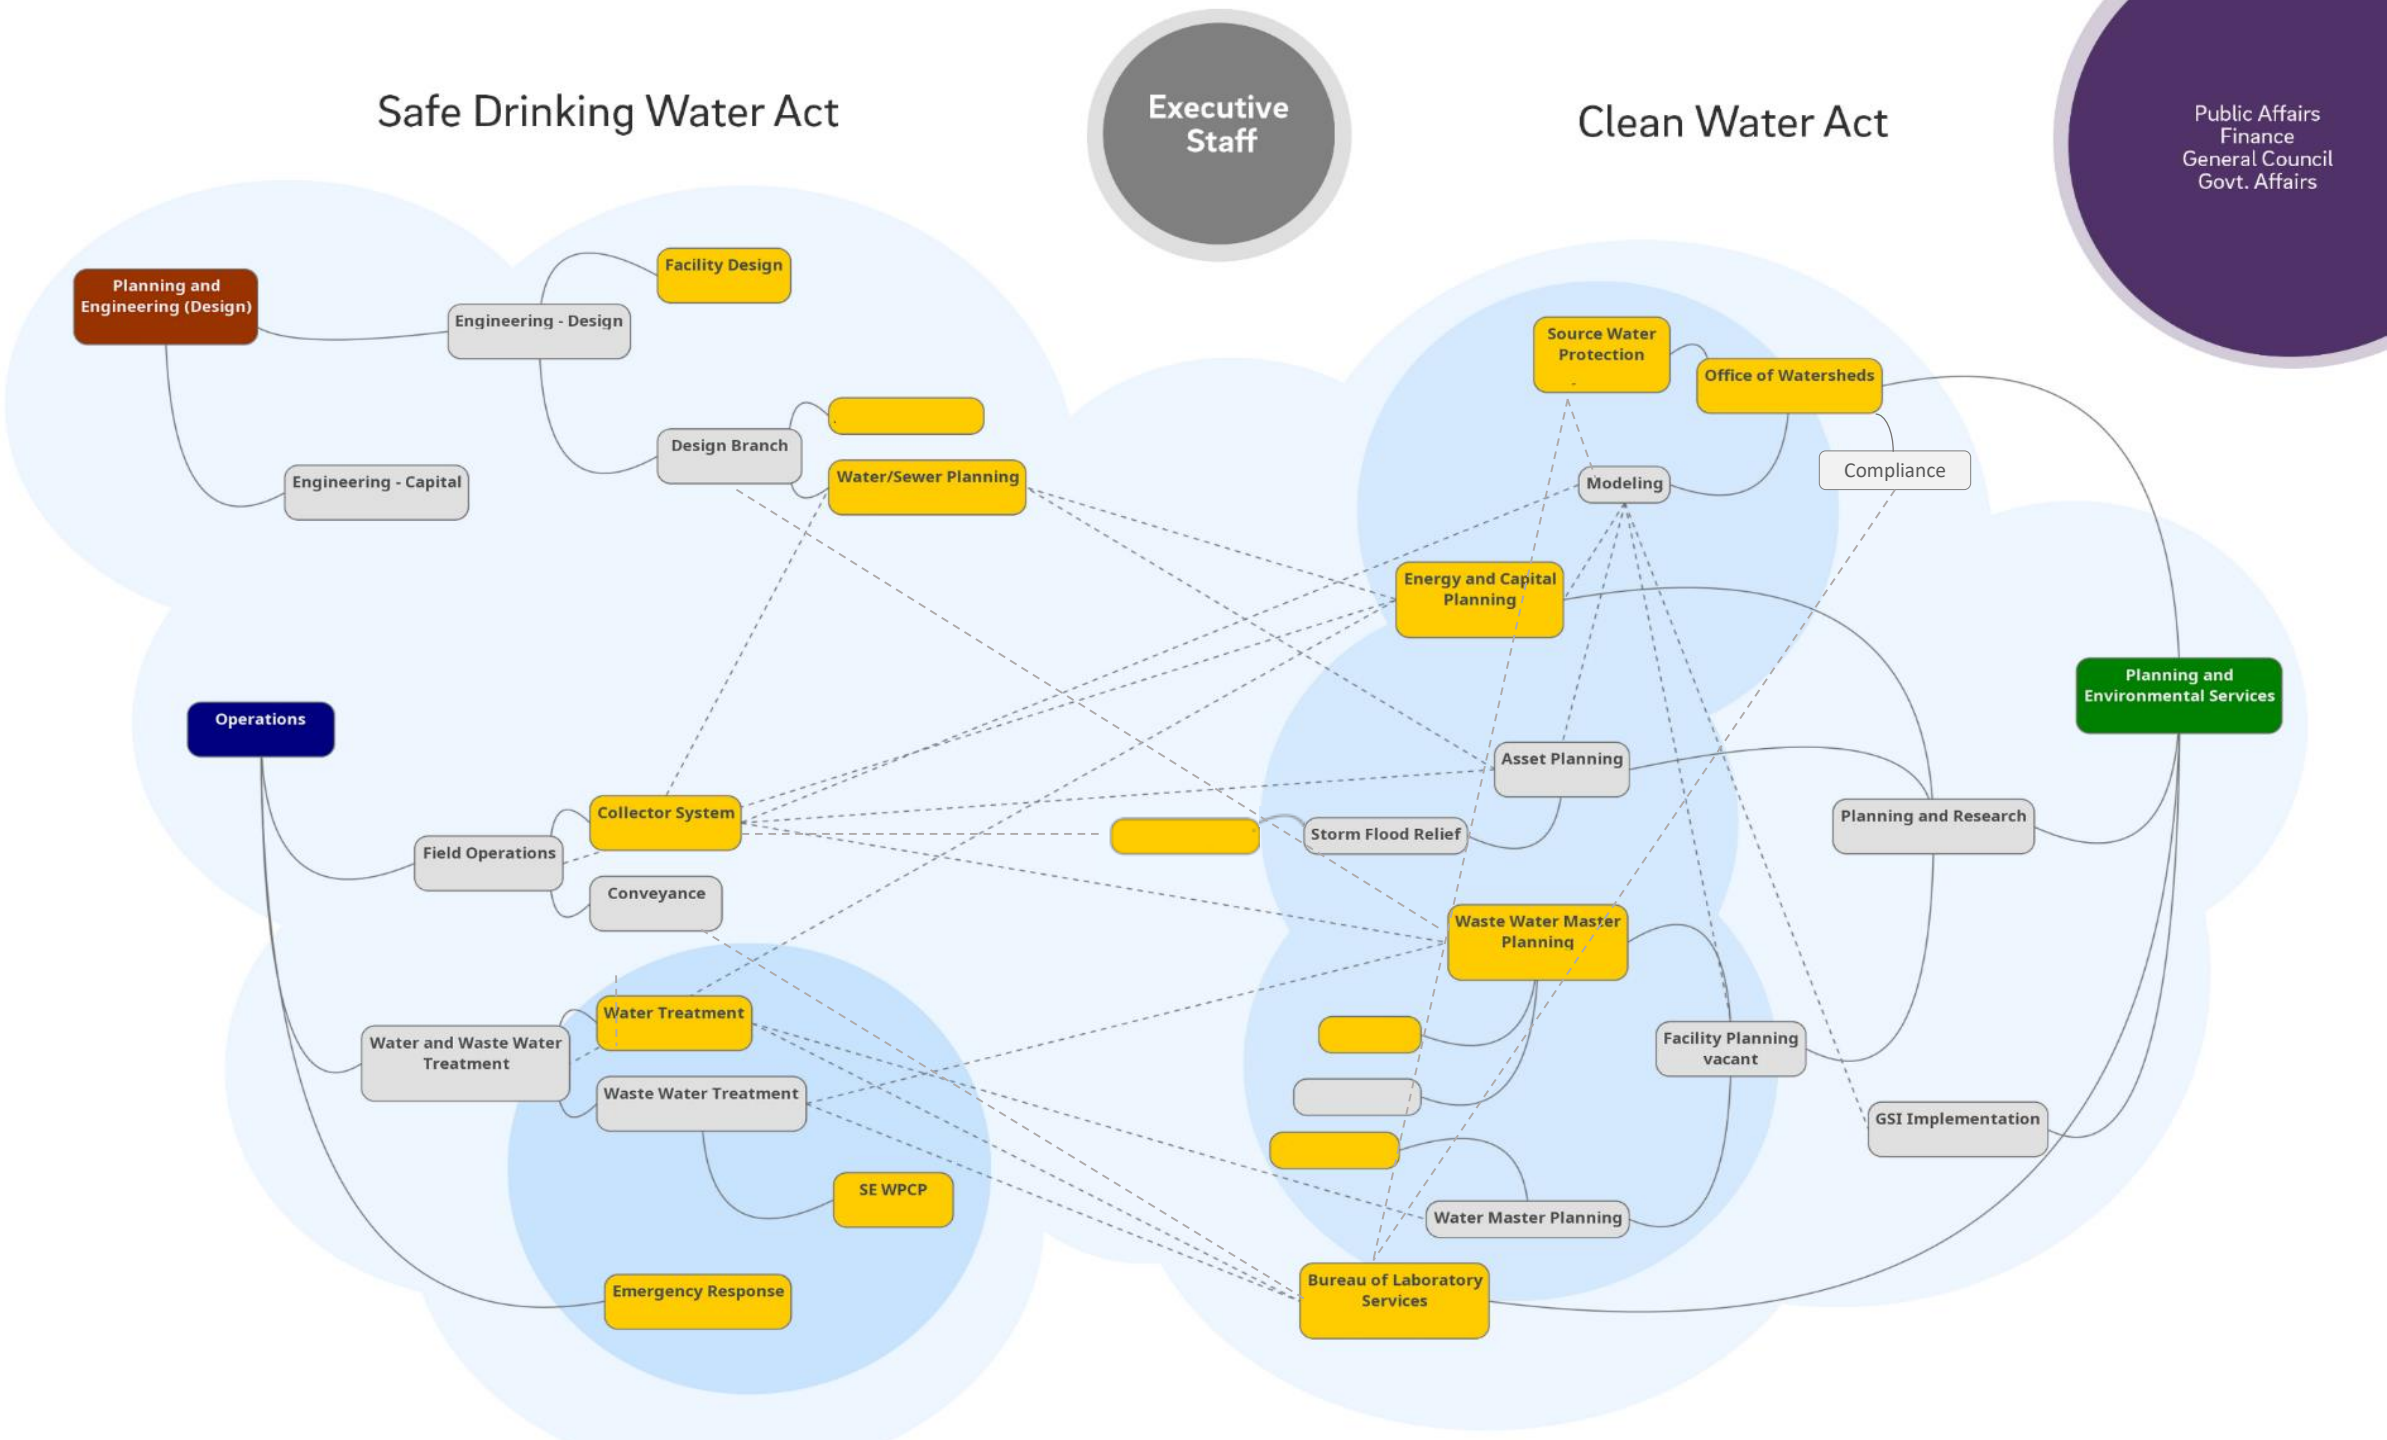 Safe Drinking Water Act
Executive
Staff
Clean Water Act
Public Affairs
Finance
General Council
Govt. Affairs
Planning and
Engineering (Design)
Engineering - Design
Facility Design
Design Branch
Water/Sewer Planning
Engineering - Capital
Source Water
Protection
-
Office of Watersheds
Compliance
Modeling
Energy and Capital
Planning
Planning and
Environmental Services
Operations
Collector System
Field Operations
Conveyance
Asset Planning
Storm Flood Relief
Planning and Research
Waste Water Master
Planning
Water Treatment
Water and Waste Water
Treatment
Waste Water Treatment
Facility Planning
vacant
GSI Implementation
SE WPCP
Water Master Planning
Emergency Response
Bureau of Laboratory
Services